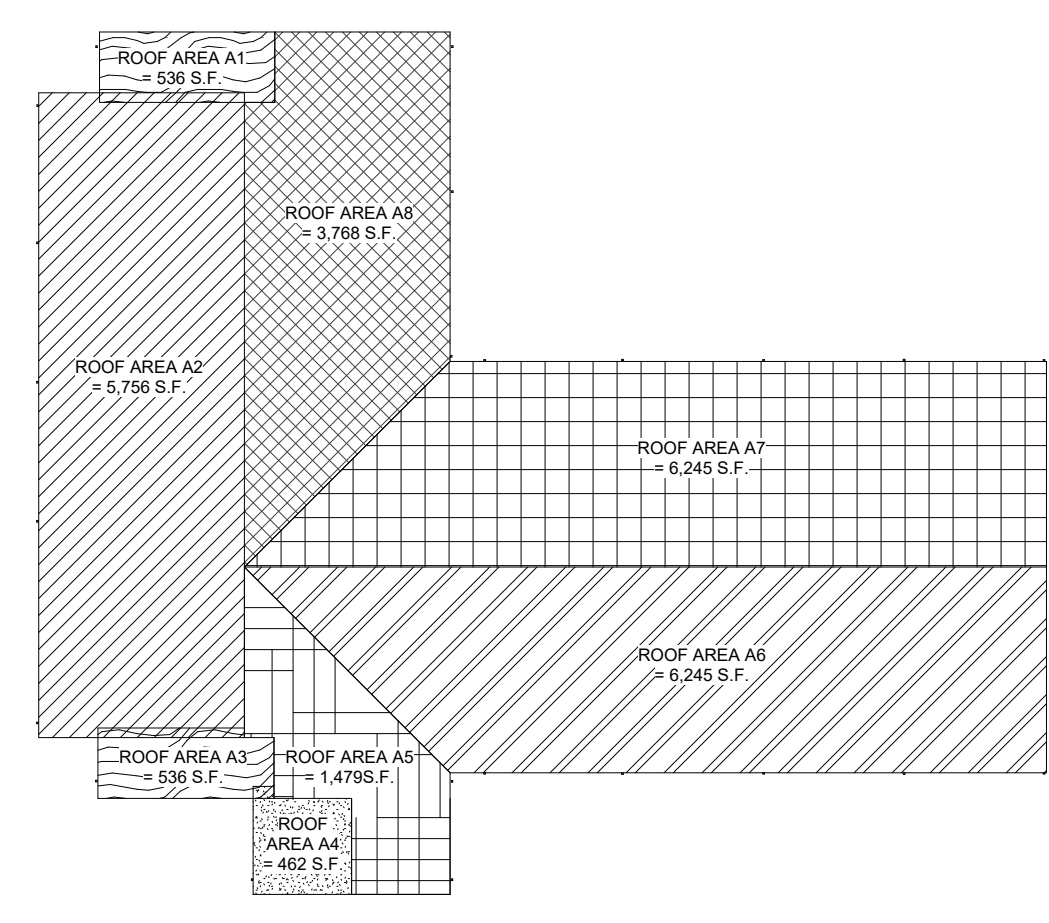 ROOF AREA A1
= 536 S.F.
ROOF AREA A8
= 3,768 S.F.
ROOF AREA A2
= 5,756 S.F.
ROOF AREA A7
= 6,245 S.F.
ROOF AREA A6
= 6,245 S.F.
ROOF AREA A3
= 536 S.F.
ROOF AREA A5
= 1,479S.F.
ROOF
AREA A4
= 462 S.F.